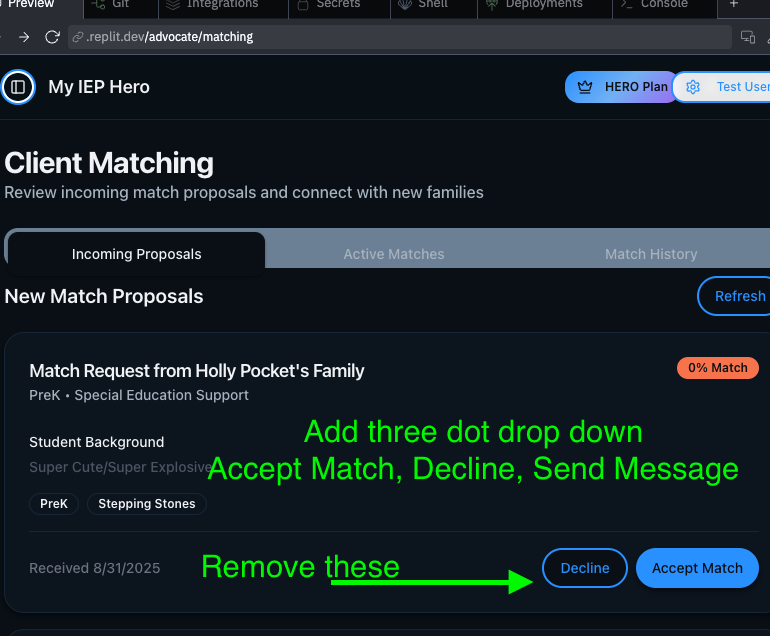 Preview
Git
Integrations
Secrets
Shell
Deployments
Console
.replit.dev/advocate/matching
My IEP Hero
HERO Plan
Test User
Client Matching
Review incoming match proposals and connect with new families
Incoming Proposals
Active Matches
Match History
New Match Proposals
Refresh
Match Request from Holly Pocket's Family
0% Match
PreK • Special Education Support
Add three dot drop down
Student Background
Super Cute/Super Explosive
Accept Match, Decline, Send Message
PreK
Stepping Stones
Received 8/31/2025
Remove these
Decline
Accept Match